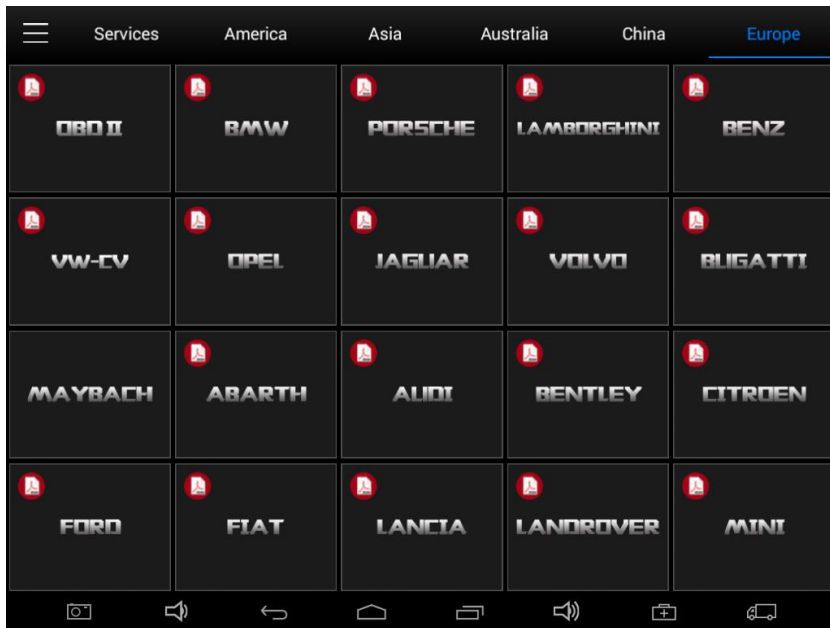 Services America Asia Australia China Europe
OBD II BMW PORSCHE LAMBORGHINI BENZ
VW-CV OPEL JAGUAR VOLVO BUGATTI
MAYBACH ABARTH AUDI BENTLEY CITROEN
FORD FIAT LANCIA LANDROVER MINI